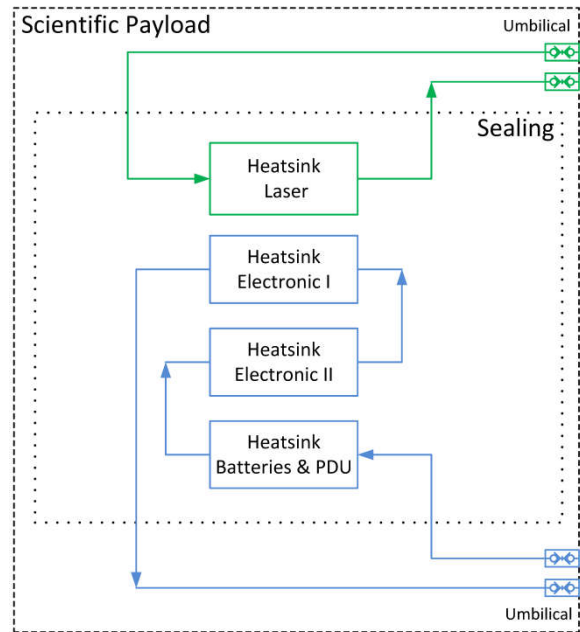 Scientific Payload
Umbilical
Sealing
Heatsink
Laser
Heatsink
Electronic I
Heatsink
Electronic II
Heatsink
Batteries & PDU
Umbilical